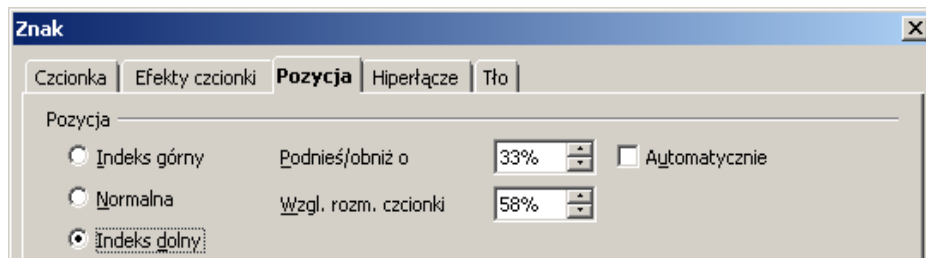 Znak
Czcionka Efekty czcionki Pozycja Hiperłącze Tło
Pozycja
Indeks górny Podnieś/obniż o 33% Automatycznie
Normalna Wzgl. rozm. czcionki 58%
Indeks dolny